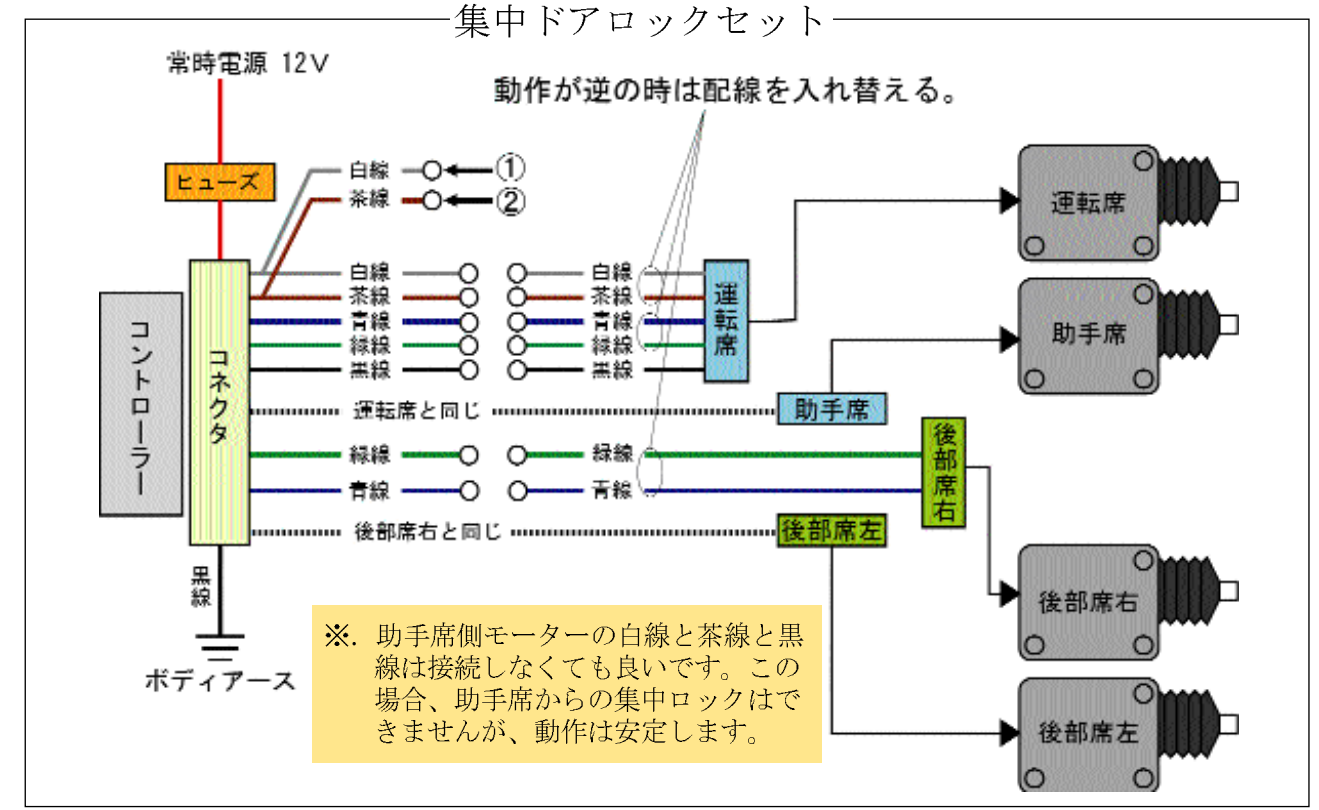 集中ドアロックセット
常時電源 12V
動作が逆の時は配線を入れ替える。
ヒューズ
白線
①
茶線
②
運転席
白線
白線
茶線
茶線
青線
青線
緑線
緑線
黒線
黒線
運転席
コントローラー
コネクタ
助手席
運転席と同じ
助手席
緑線
緑線
後部席右
青線
青線
後部席右と同じ
後部席左
黒線
ボディアース
後部席右
後部席左
※. 助手席側モーターの白線と茶線と黒
線は接続しなくても良いです。この
場合、助手席からの集中ロックはで
きませんが、動作は安定します。